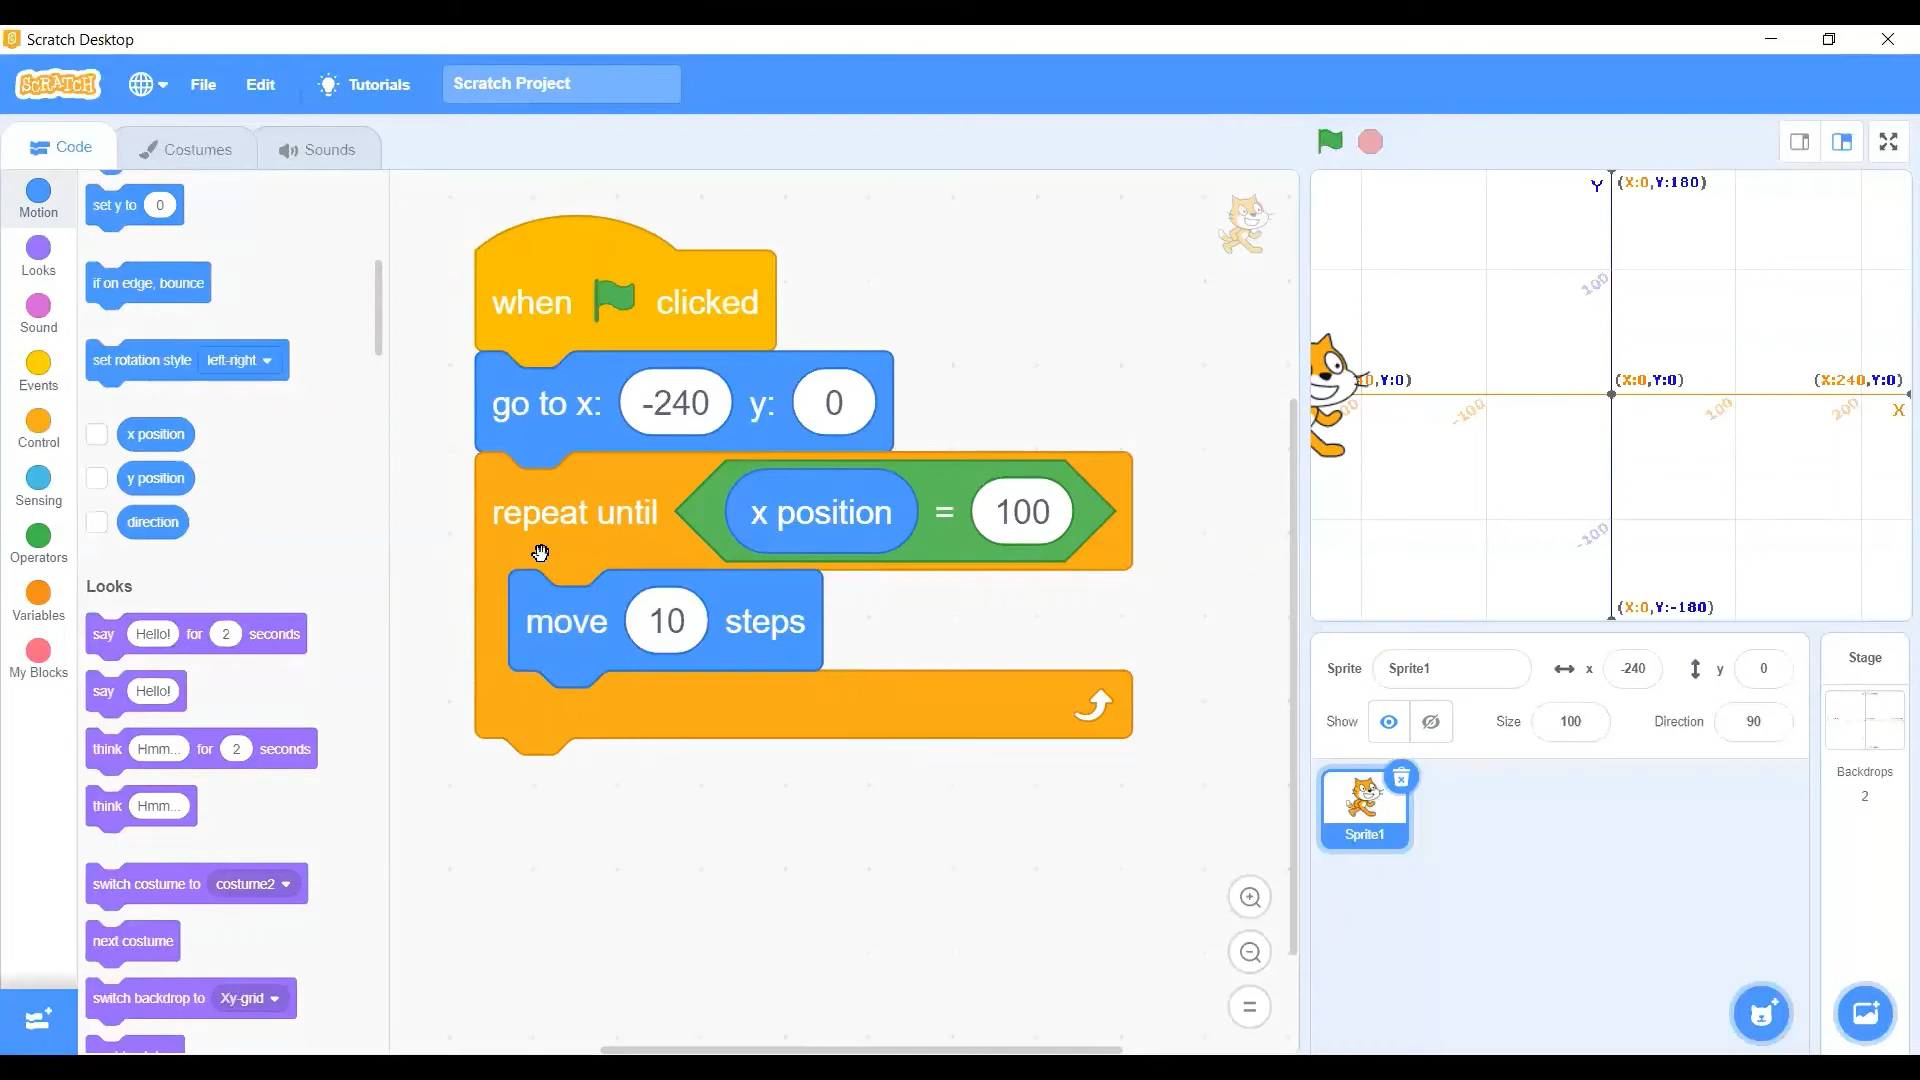 Scratch Desktop
SCRATCH
File Edit Tutorials Scratch Project
Code Costumes Sounds
Motion
Looks
Sound
Events
Control
Sensing
Operators
Variables
My Blocks
set y to 0
if on edge, bounce
set rotation style left-right
x position
y position
direction
Looks
say Hello! for 2 seconds
say Hello!
think Hmm... for 2 seconds
think Hmm...
switch costume to costume2
next costume
switch backdrop to Xy-grid
when clicked
go to x: -240 y: 0
repeat until x position = 100
move 10 steps
Y (X:0,Y:180)
100
0,Y:0) (X:0,Y:0) (X:240,Y:0)
-100 100 200 X
-100
(X:0,Y:-180)
Sprite Sprite1 x -240 y 0
Show Size 100 Direction 90
Sprite1
Stage
Backdrops
2